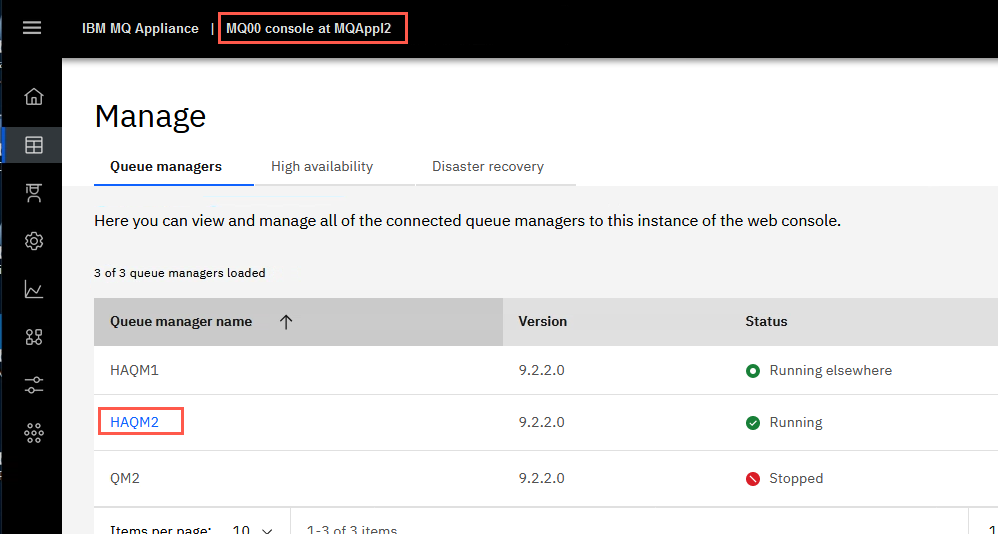 IBM MQ Appliance | MQ00 console at MQAppl2
Manage
Queue managers High availability Disaster recovery
Here you can view and manage all of the connected queue managers to this instance of the web console.
3 of 3 queue managers loaded
Queue manager name Version Status
HAQM1 9.2.2.0 Running elsewhere
HAQM2 9.2.2.0 Running
QM2 9.2.2.0 Stopped
Items per page: 10 1-3 of 3 items 1